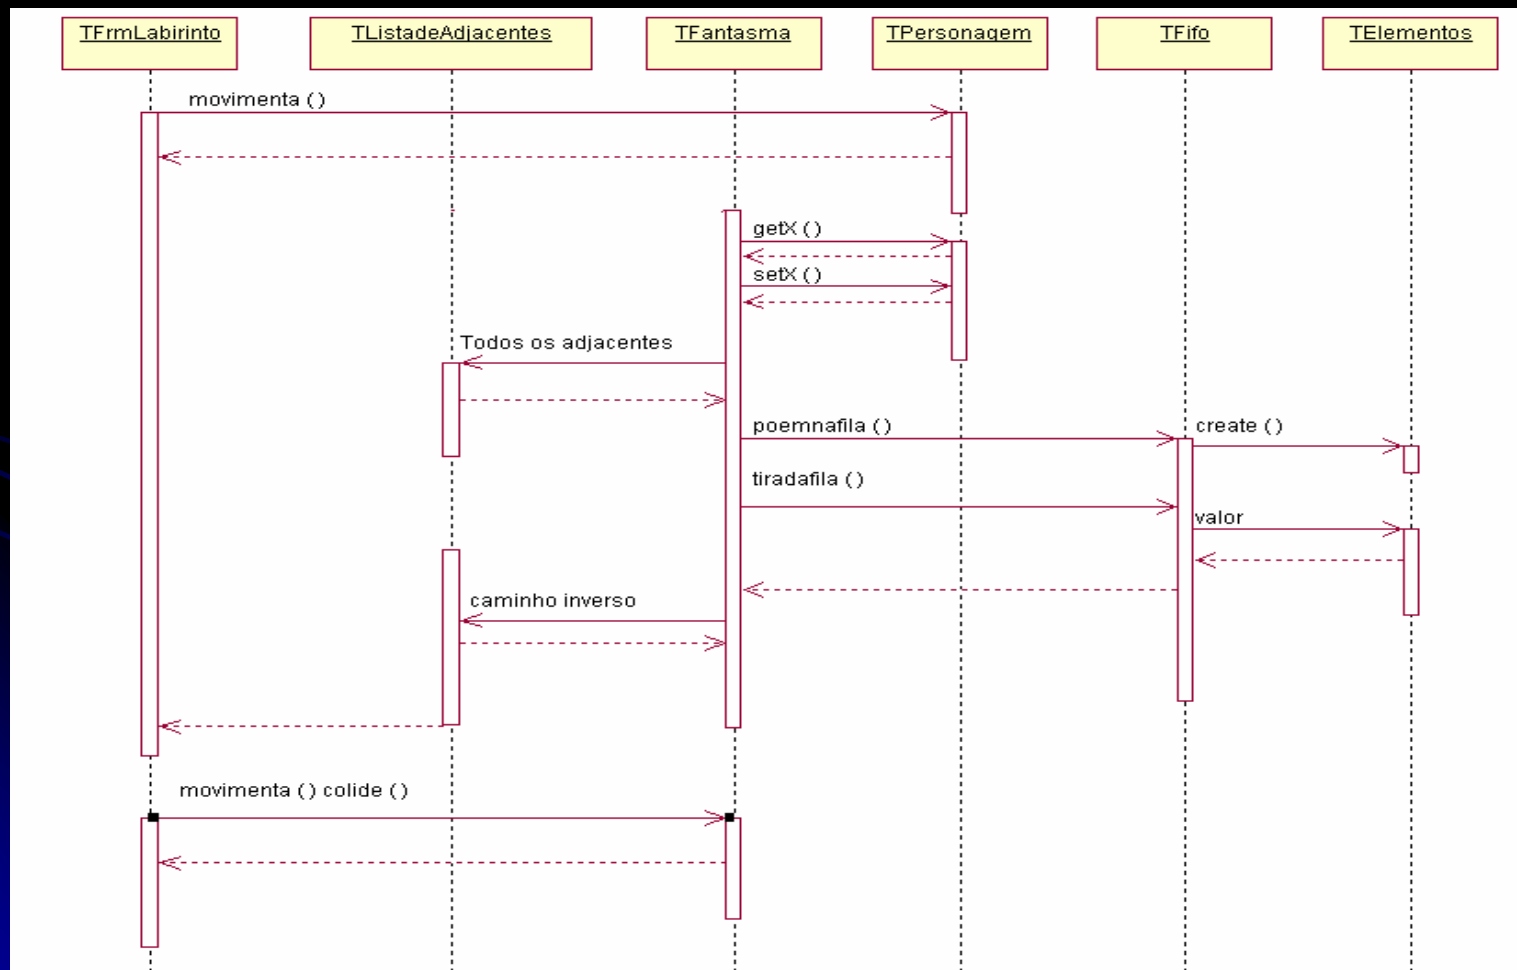 TFrmLabirinto
TListadeAdjacentes
TFantasma
TPersonagem
TFifo
TElementos
movimenta ( )
getX ( )
setX ( )
Todos os adjacentes
poemnafila ( )
create ( )
tiradafila ( )
valor
caminho inverso
movimenta ( ) colide ( )